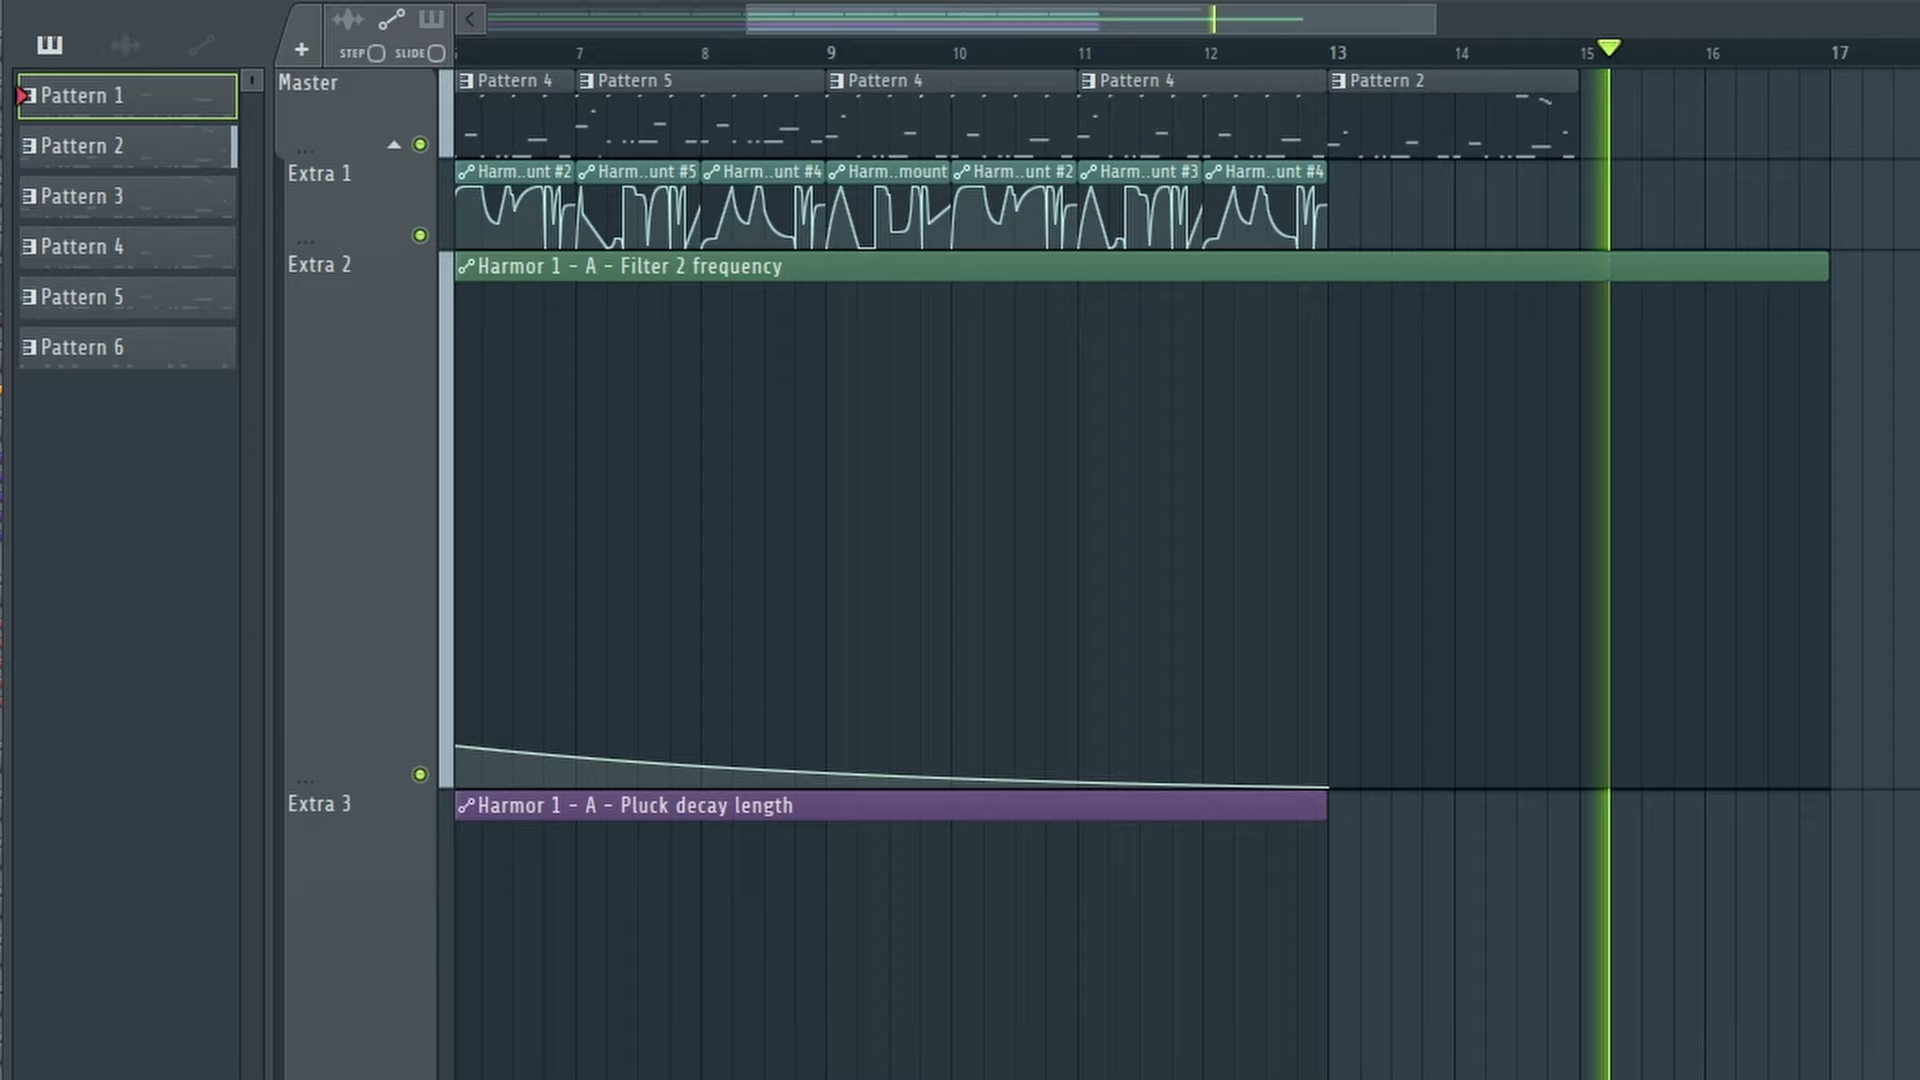 STEP SLIDE
7 8 9 10 11 12 13 14 15 16 17
Pattern 1
Pattern 2
Pattern 3
Pattern 4
Pattern 5
Pattern 6
Master
Pattern 4 Pattern 5 Pattern 4 Pattern 4 Pattern 2
Extra 1
Harm..unt #2 Harm..unt #5 Harm..unt #4 Harm..mount Harm..unt #2 Harm..unt #3 Harm..unt #4
Extra 2
Harmor 1 - A - Filter 2 frequency
Extra 3
Harmor 1 - A - Pluck decay length